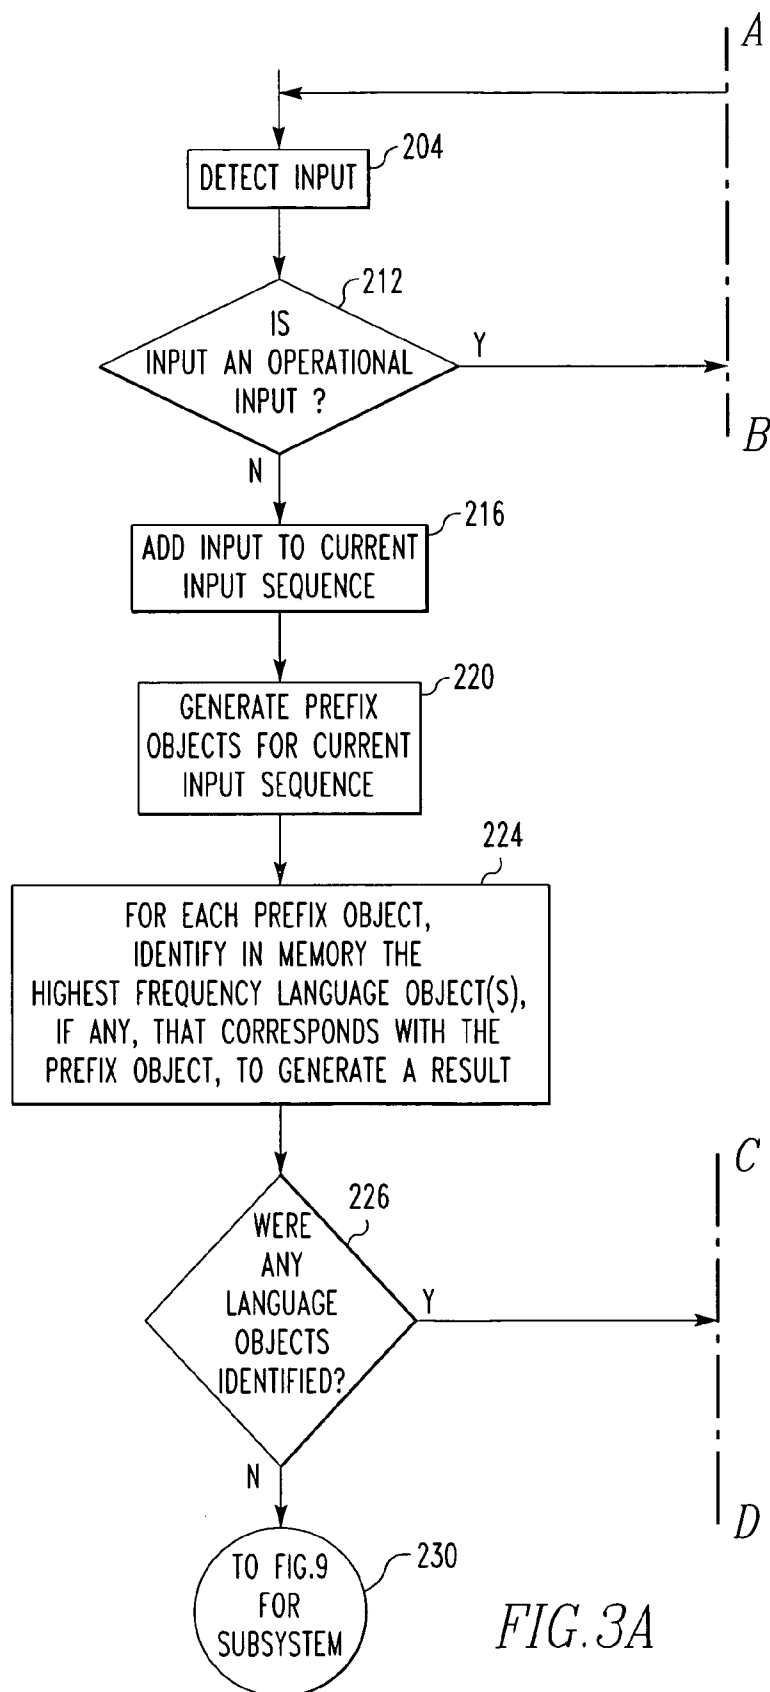 A
204
DETECT INPUT
212
IS
INPUT AN OPERATIONAL
INPUT ?
Y
B
N
216
ADD INPUT TO CURRENT
INPUT SEQUENCE
220
GENERATE PREFIX
OBJECTS FOR CURRENT
INPUT SEQUENCE
224
FOR EACH PREFIX OBJECT,
IDENTIFY IN MEMORY THE
HIGHEST FREQUENCY LANGUAGE OBJECT(S),
IF ANY, THAT CORRESPONDS WITH THE
PREFIX OBJECT, TO GENERATE A RESULT
C
226
WERE
ANY
LANGUAGE
OBJECTS
IDENTIFIED?
Y
N
D
230
TO FIG.9
FOR
SUBSYSTEM
FIG.3A